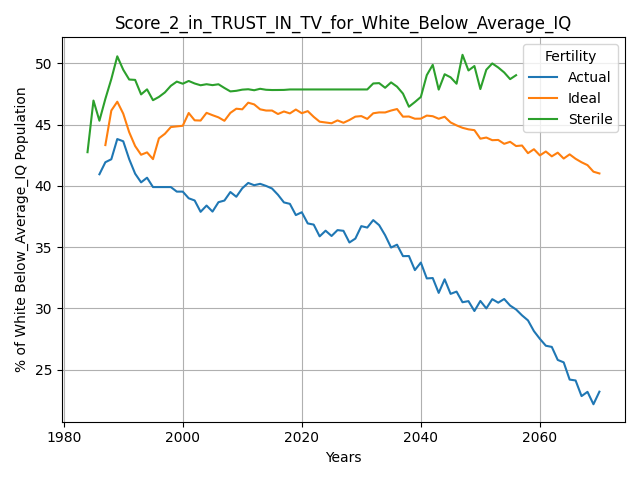 Score_2_in_TRUST_IN_TV_for_White_Below_Average_IQ
Fertility
Actual
Ideal
Sterile
% of White Below_Average_IQ Population
50
45
40
35
30
25
1980
2000
2020
2040
2060
Years